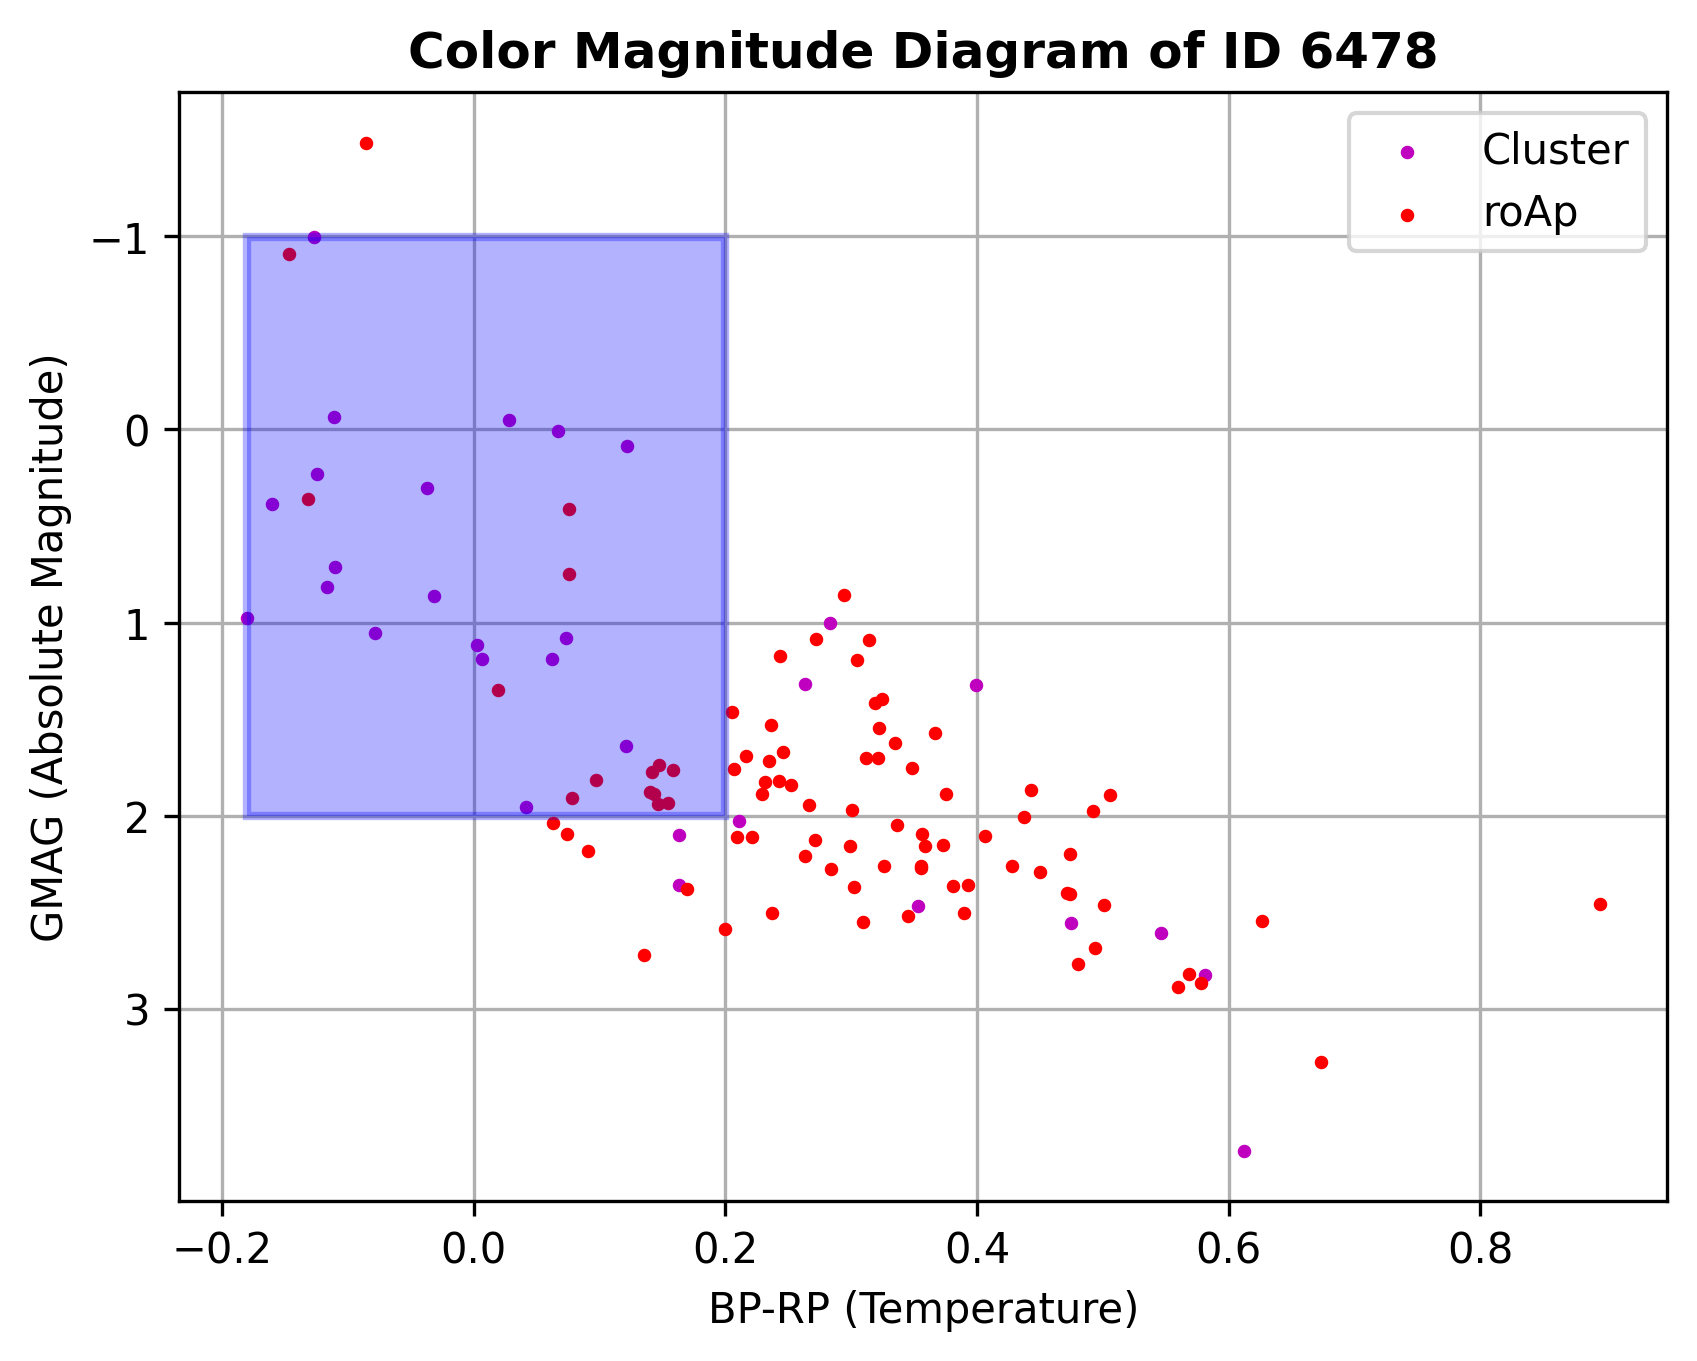 Color Magnitude Diagram of ID 6478
Cluster
roAp
−1
0
1
2
3
GMAG (Absolute Magnitude)
−0.2
0.0
0.2
0.4
0.6
0.8
BP-RP (Temperature)